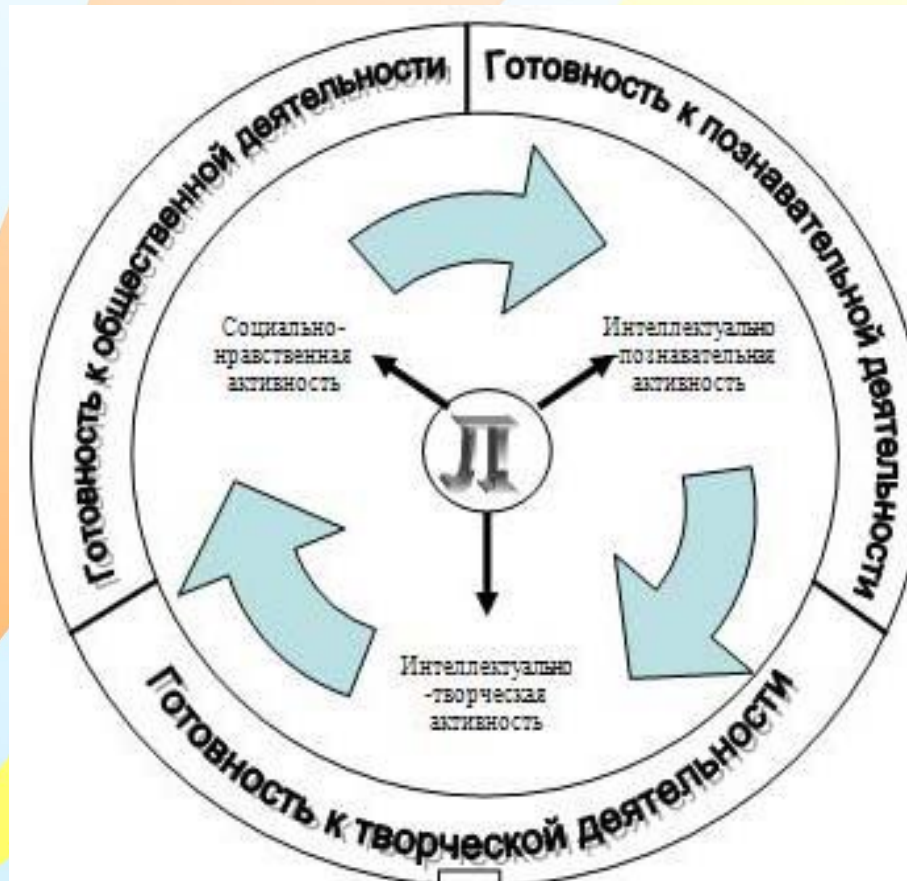 Готовность к общественной деятельности
Готовность к познавательной деятельности
Социально-
нравственная
активность
Интеллектуально
-познавательная
активность
Л
Интеллектуально
-творческая
активность
Готовность к творческой деятельности